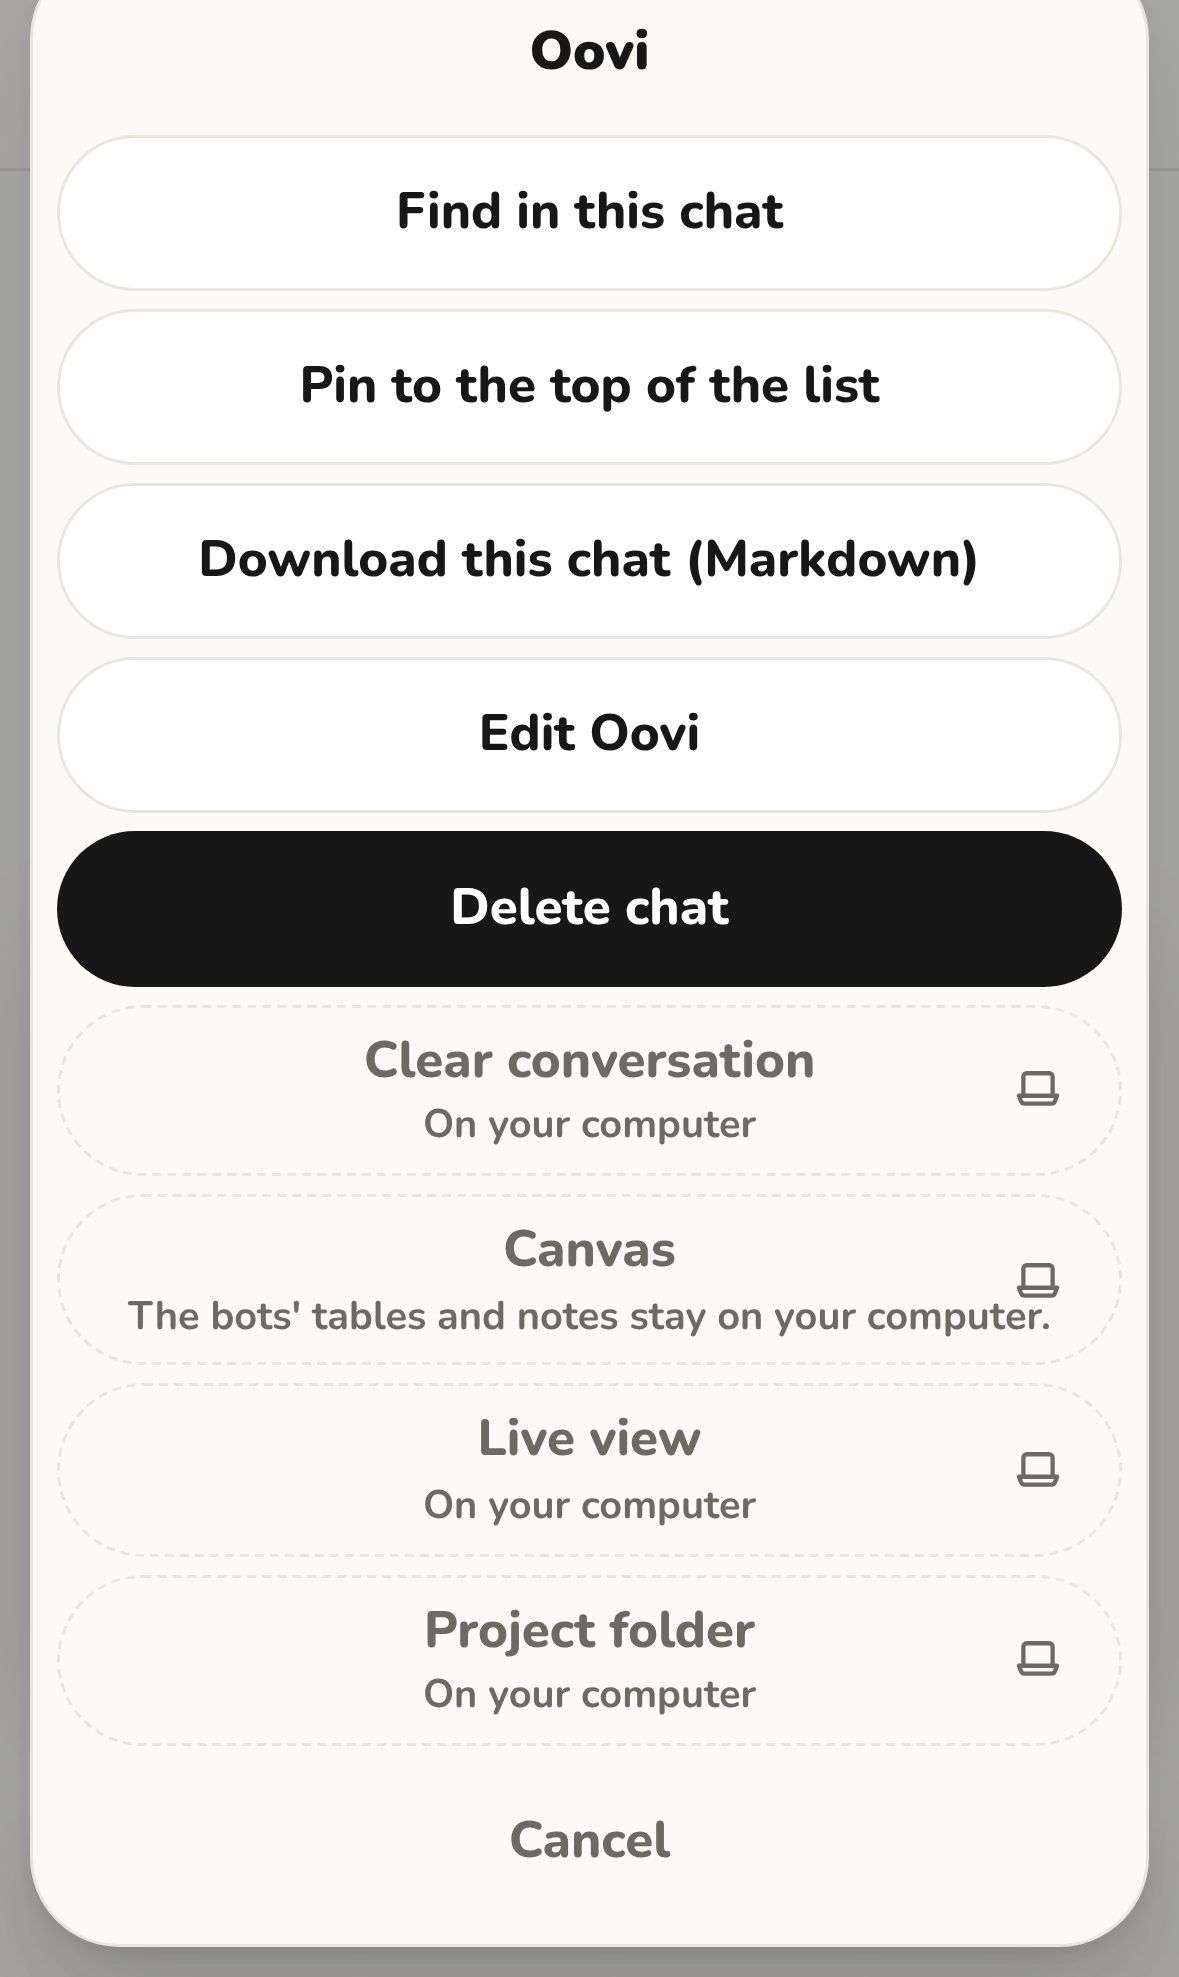 Oovi
Find in this chat
Pin to the top of the list
Download this chat (Markdown)
Edit Oovi
Delete chat
Clear conversation
On your computer
Canvas
The bots' tables and notes stay on your computer.
Live view
On your computer
Project folder
On your computer
Cancel